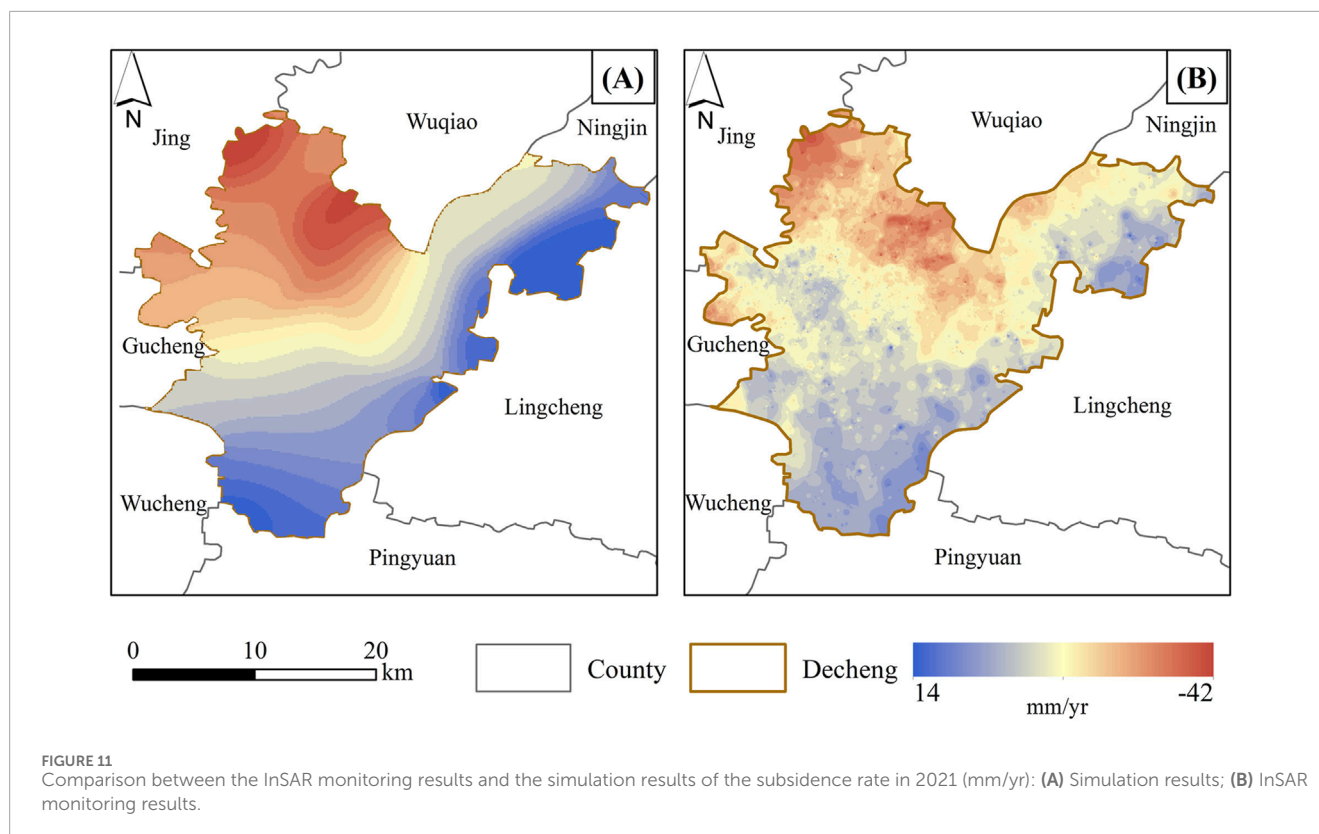 (A)
N
Jing
Wuqiao
Ningjin
Gucheng
Lingcheng
Wucheng
Pingyuan
(B)
N
Jing
Wuqiao
Ningjin
Gucheng
Lingcheng
Wucheng
Pingyuan
0 10 20
km
County
Decheng
14 -42
mm/yr
FIGURE 11
Comparison between the InSAR monitoring results and the simulation results of the subsidence rate in 2021 (mm/yr): (A) Simulation results; (B) InSAR
monitoring results.